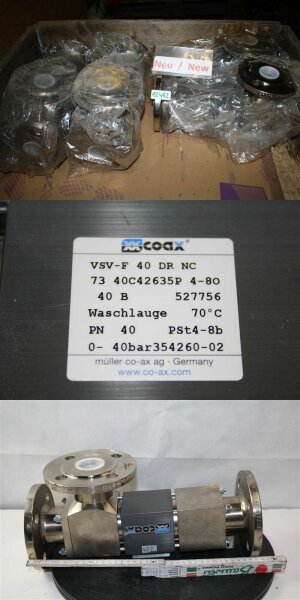 Neu / New
coax
VSV-F 40 DR NC
73 40C42635P 4-80
40 B 527756
Waschlauge 70°C
PN 40 PSt4-8b
0- 40bar354260-02
müller co-ax ag · Germany
www.co-ax.com
coax